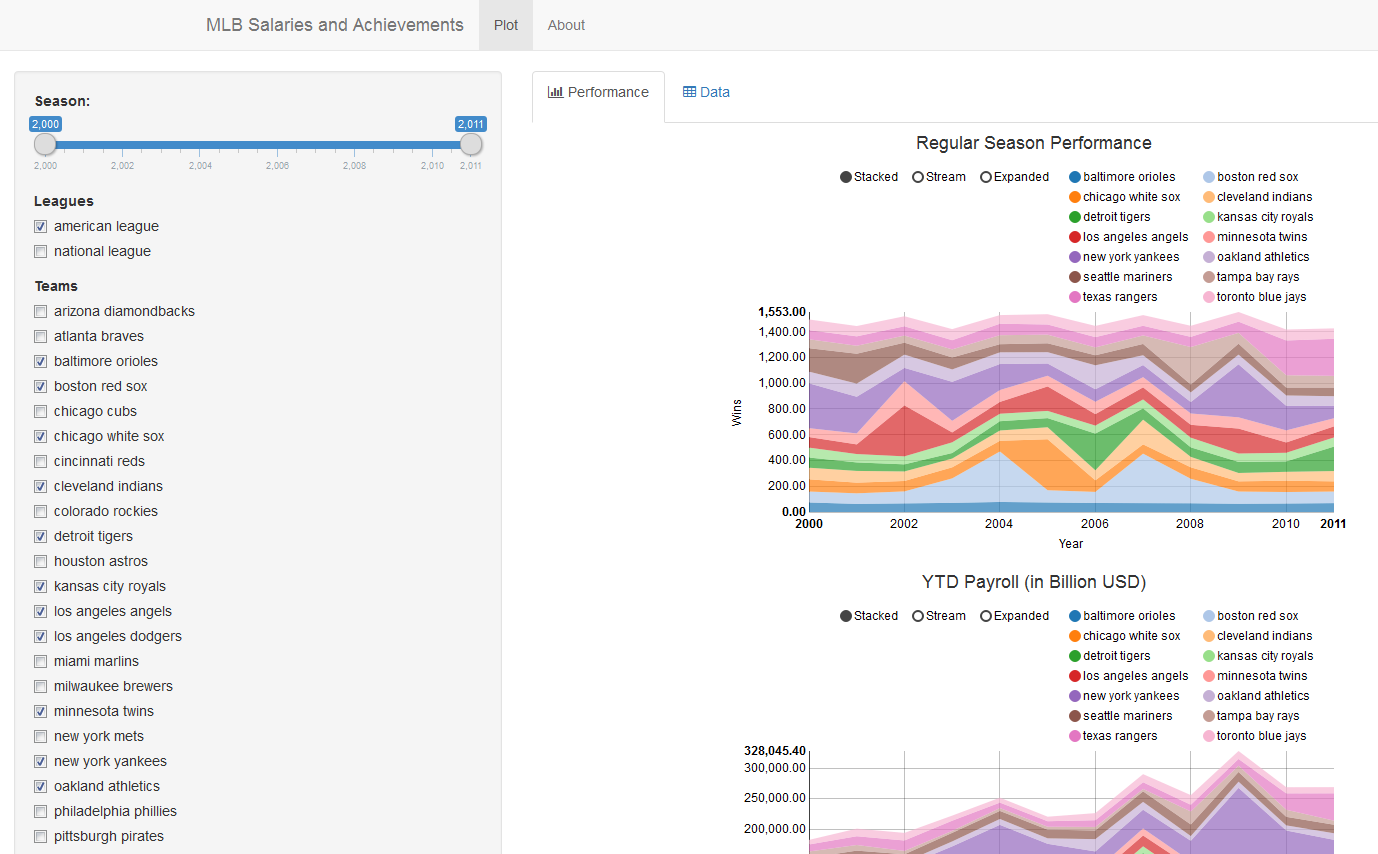 MLB Salaries and Achievements Plot About
Season:
2,000 2,011
2,000 2,002 2,004 2,006 2,008 2,010 2,011
Leagues
american league
national league
Teams
arizona diamondbacks
atlanta braves
baltimore orioles
boston red sox
chicago cubs
chicago white sox
cincinnati reds
cleveland indians
colorado rockies
detroit tigers
houston astros
kansas city royals
los angeles angels
los angeles dodgers
miami marlins
milwaukee brewers
minnesota twins
new york mets
new york yankees
oakland athletics
philadelphia phillies
pittsburgh pirates
Performance Data
Regular Season Performance
Stacked Stream Expanded baltimore orioles boston red sox
chicago white sox cleveland indians
detroit tigers kansas city royals
los angeles angels minnesota twins
new york yankees oakland athletics
seattle mariners tampa bay rays
texas rangers toronto blue jays
1,553.00
1,400.00
1,200.00
1,000.00
800.00
Wins
600.00
400.00
200.00
0.00
2000 2002 2004 2006 2008 2010 2011
Year
YTD Payroll (in Billion USD)
Stacked Stream Expanded baltimore orioles boston red sox
chicago white sox cleveland indians
detroit tigers kansas city royals
los angeles angels minnesota twins
new york yankees oakland athletics
seattle mariners tampa bay rays
texas rangers toronto blue jays
328,045.40
300,000.00
250,000.00
200,000.00